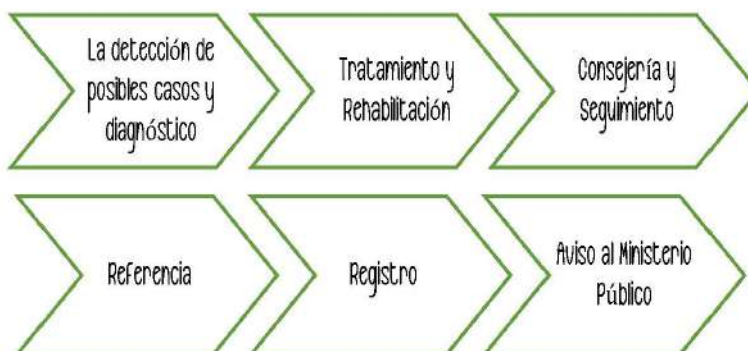 La detección de
posibles casos y
diagnóstico
Tratamiento y
Rehabilitación
Consejería y
Seguimiento
Referencia
Registro
Aviso al Ministerio
Público